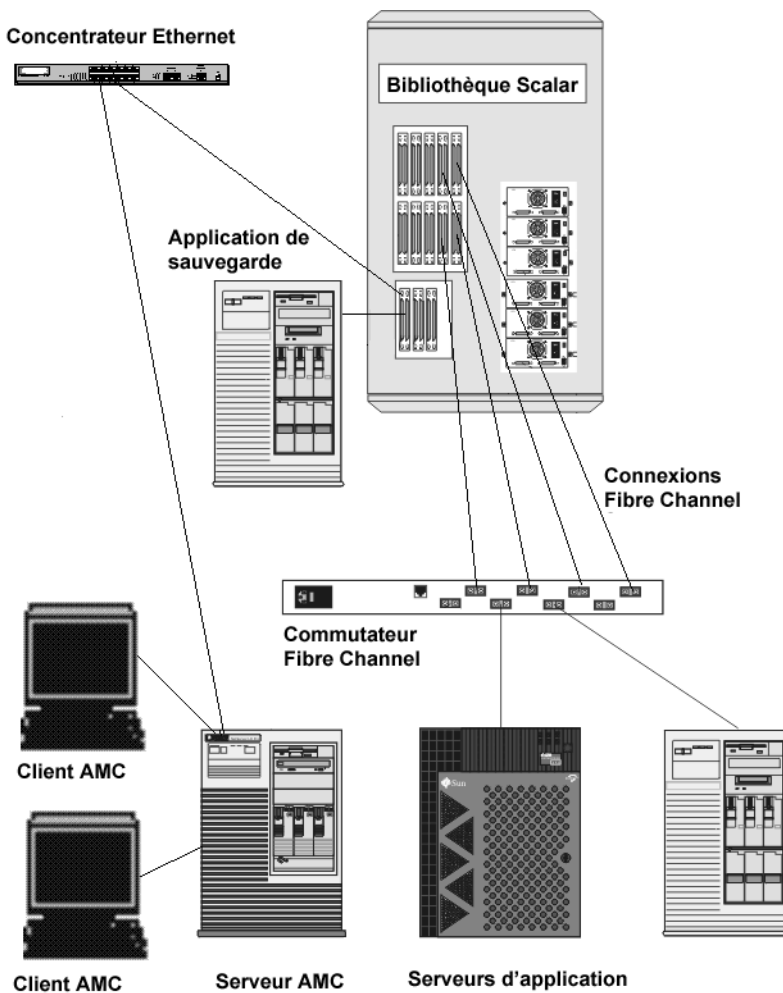 Concentrateur Ethernet
Bibliothèque Scalar
Application de
sauvegarde
Connexions
Fibre Channel
Commutateur
Fibre Channel
Client AMC
Sun
Client AMC
Serveur AMC
Serveurs d'application